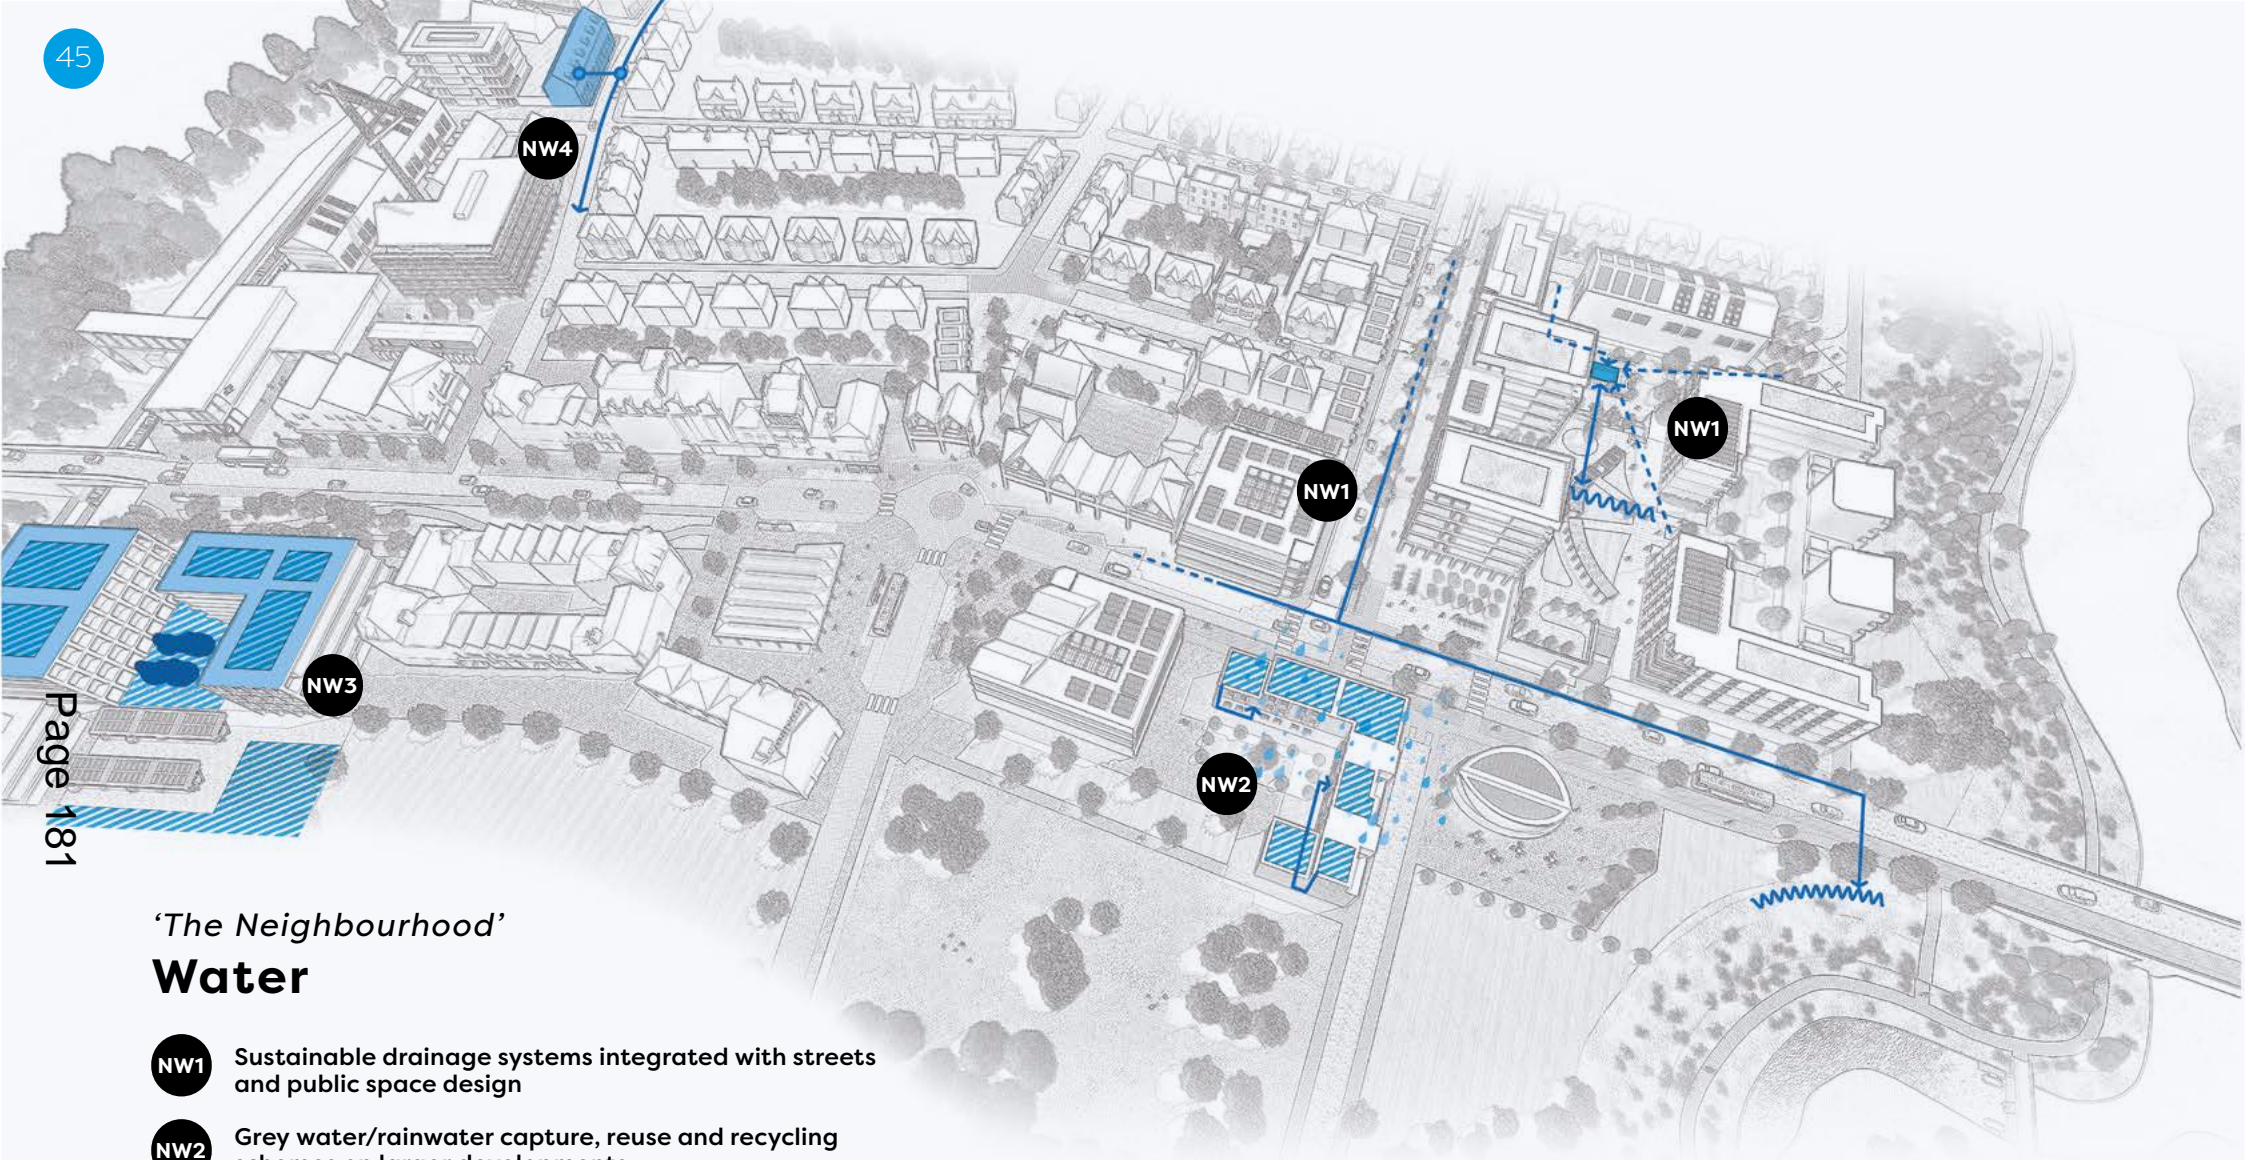 45
NW4
NW1
NW1
NW3
NW2
Page 181
‘The Neighbourhood’
Water
NW1 Sustainable drainage systems integrated with streets
and public space design
NW2 Grey water/rainwater capture, reuse and recycling